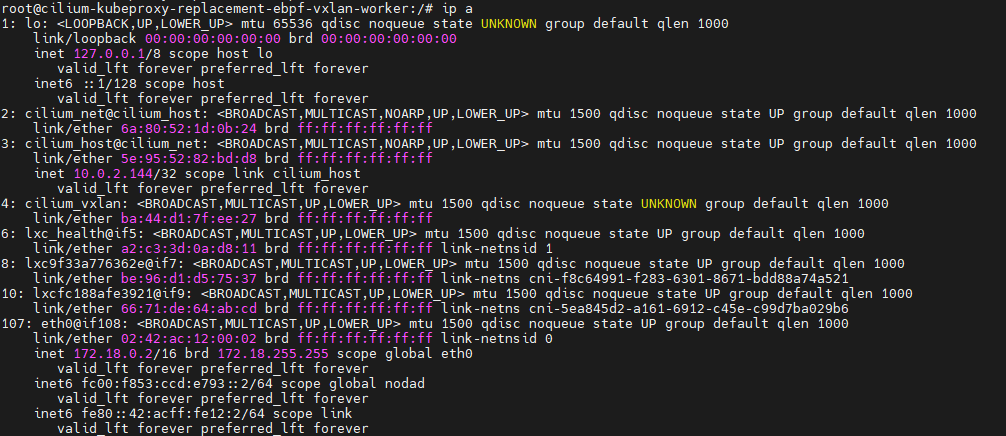 root@cilium-kubeproxy-replacement-ebpf-vxlan-worker:/# ip a
1: lo: <LOOPBACK,UP,LOWER_UP> mtu 65536 qdisc noqueue state UNKNOWN group default qlen 1000
    link/loopback 00:00:00:00:00:00 brd 00:00:00:00:00:00
    inet 127.0.0.1/8 scope host lo
       valid_lft forever preferred_lft forever
    inet6 ::1/128 scope host
       valid_lft forever preferred_lft forever
2: cilium_net@cilium_host: <BROADCAST,MULTICAST,NOARP,UP,LOWER_UP> mtu 1500 qdisc noqueue state UP group default qlen 1000
    link/ether 6a:80:52:1d:0b:24 brd ff:ff:ff:ff:ff:ff
3: cilium_host@cilium_net: <BROADCAST,MULTICAST,NOARP,UP,LOWER_UP> mtu 1500 qdisc noqueue state UP group default qlen 1000
    link/ether 5e:95:52:82:bd:d8 brd ff:ff:ff:ff:ff:ff
    inet 10.0.2.144/32 scope link cilium_host
       valid_lft forever preferred_lft forever
4: cilium_vxlan: <BROADCAST,MULTICAST,UP,LOWER_UP> mtu 1500 qdisc noqueue state UNKNOWN group default qlen 1000
    link/ether ba:44:d1:7f:ee:27 brd ff:ff:ff:ff:ff:ff
6: lxc_health@if5: <BROADCAST,MULTICAST,UP,LOWER_UP> mtu 1500 qdisc noqueue state UP group default qlen 1000
    link/ether a2:c3:3d:0a:d8:11 brd ff:ff:ff:ff:ff:ff link-netnsid 1
8: lxc9f33a776362e@if7: <BROADCAST,MULTICAST,UP,LOWER_UP> mtu 1500 qdisc noqueue state UP group default qlen 1000
    link/ether be:96:d1:d5:75:37 brd ff:ff:ff:ff:ff:ff link-netns cni-f8c64991-f283-6301-8671-bdd88a74a521
10: lxcfc188afe3921@if9: <BROADCAST,MULTICAST,UP,LOWER_UP> mtu 1500 qdisc noqueue state UP group default qlen 1000
    link/ether 66:71:de:64:ab:cd brd ff:ff:ff:ff:ff:ff link-netns cni-5ea845d2-a161-6912-c45e-c99d7ba029b6
107: eth0@if108: <BROADCAST,MULTICAST,UP,LOWER_UP> mtu 1500 qdisc noqueue state UP group default qlen 1000
    link/ether 02:42:ac:12:00:02 brd ff:ff:ff:ff:ff:ff link-netnsid 0
    inet 172.18.0.2/16 brd 172.18.255.255 scope global eth0
       valid_lft forever preferred_lft forever
    inet6 fc00:f853:ccd:e793::2/64 scope global nodad
       valid_lft forever preferred_lft forever
    inet6 fe80::42:acff:fe12:2/64 scope link
       valid_lft forever preferred_lft forever